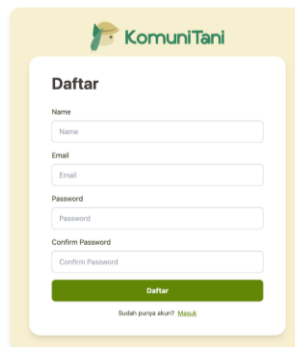 KomuniTani
Daftar
Name
Name
Email
Email
Password
Password
Confirm Password
Confirm Password
Daftar
Sudah punya akun? Masuk